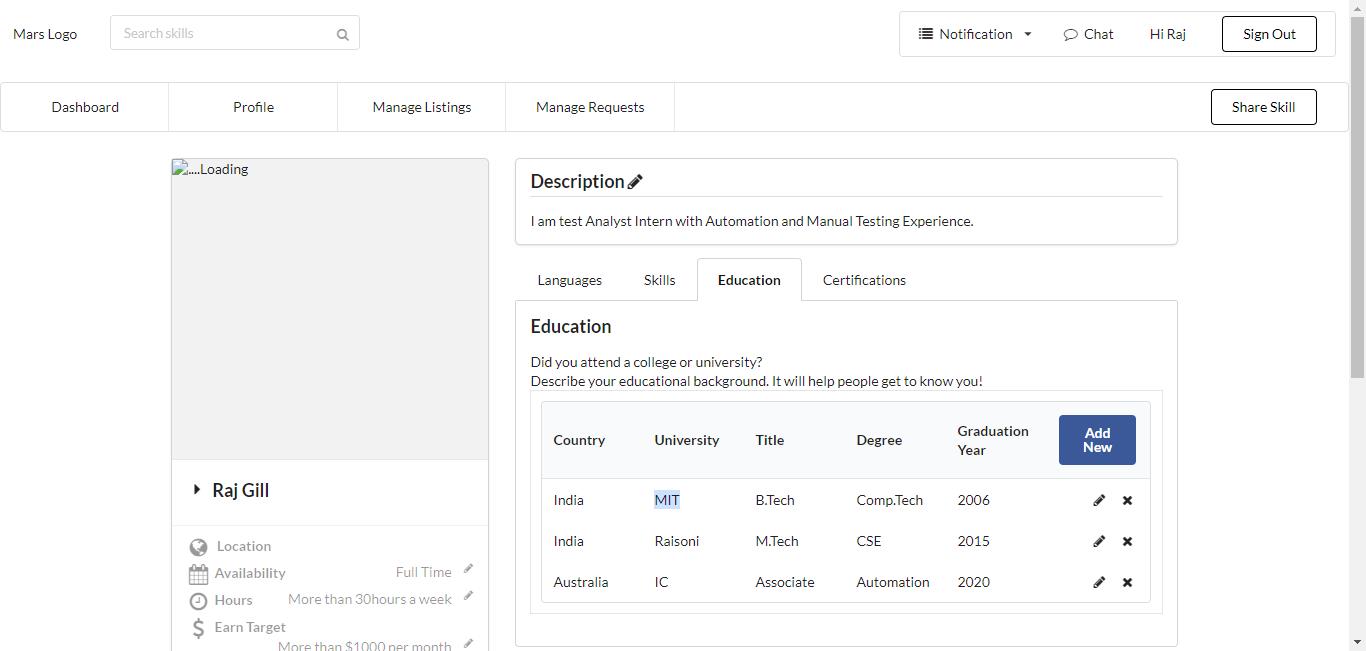 Mars Logo
Search skills
Notification
Chat
Hi Raj
Sign Out
Dashboard
Profile
Manage Listings
Manage Requests
Share Skill
....Loading
Raj Gill
Location
Availability
Full Time
Hours
More than 30hours a week
Earn Target
More than $1000 per month
Description
I am test Analyst Intern with Automation and Manual Testing Experience.
Languages
Skills
Education
Certifications
Education
Did you attend a college or university?
Describe your educational background. It will help people get to know you!
Country University Title Degree Graduation Year Add New
India MIT B.Tech Comp.Tech 2006
India Raisoni M.Tech CSE 2015
Australia IC Associate Automation 2020